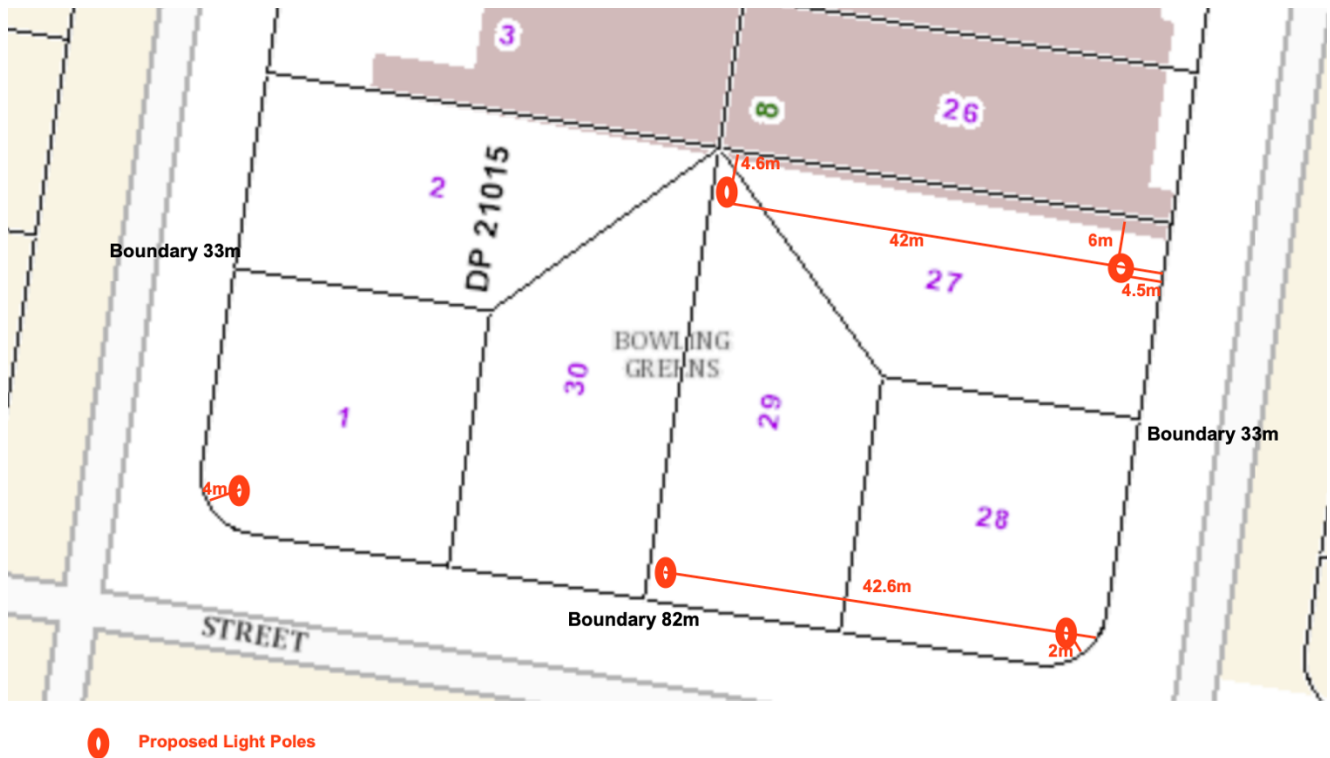 3
8
26
4.6m
2
DP 21015
42m
6m
Boundary 33m
27
4.5m
BOWLING
GREENS
30
29
1
Boundary 33m
4m
28
42.6m
Boundary 82m
STREET
2m
Proposed Light Poles